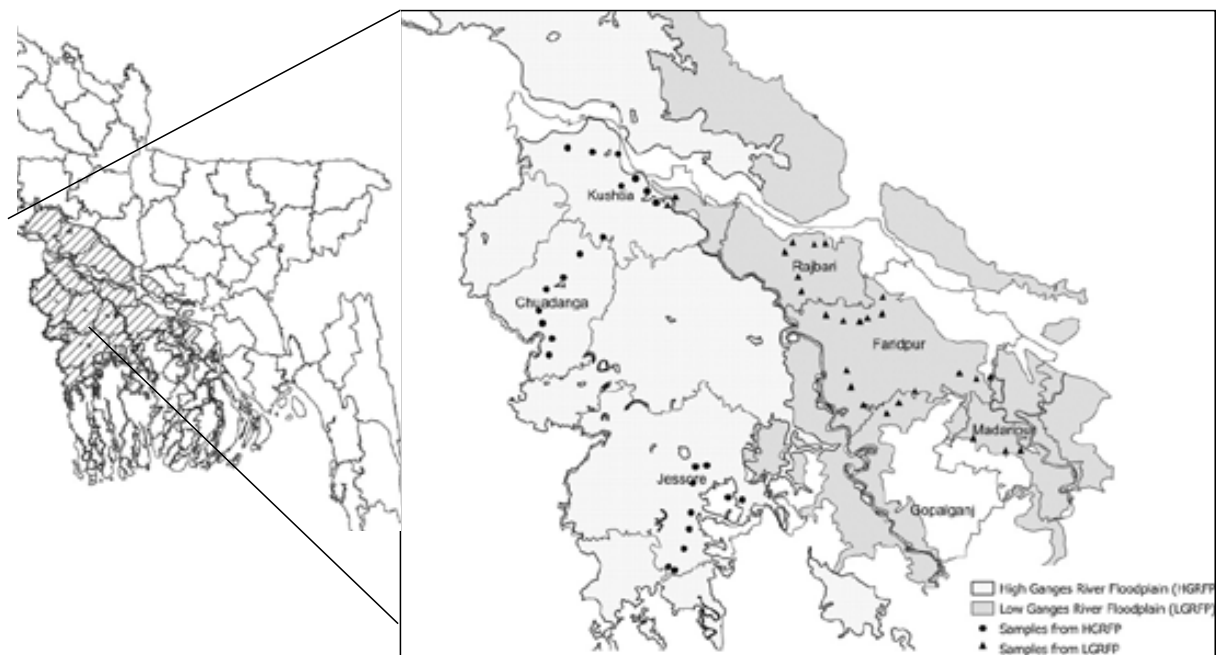 Kushtia
Rajbari
Chuadanga
Faridpur
Madaripur
Jessore
Gopalganj
High Ganges River Floodplain (HGRFP
Low Ganges River Floodplain (LGRFP)
Samples from HGRFP
Samples from LGRFP